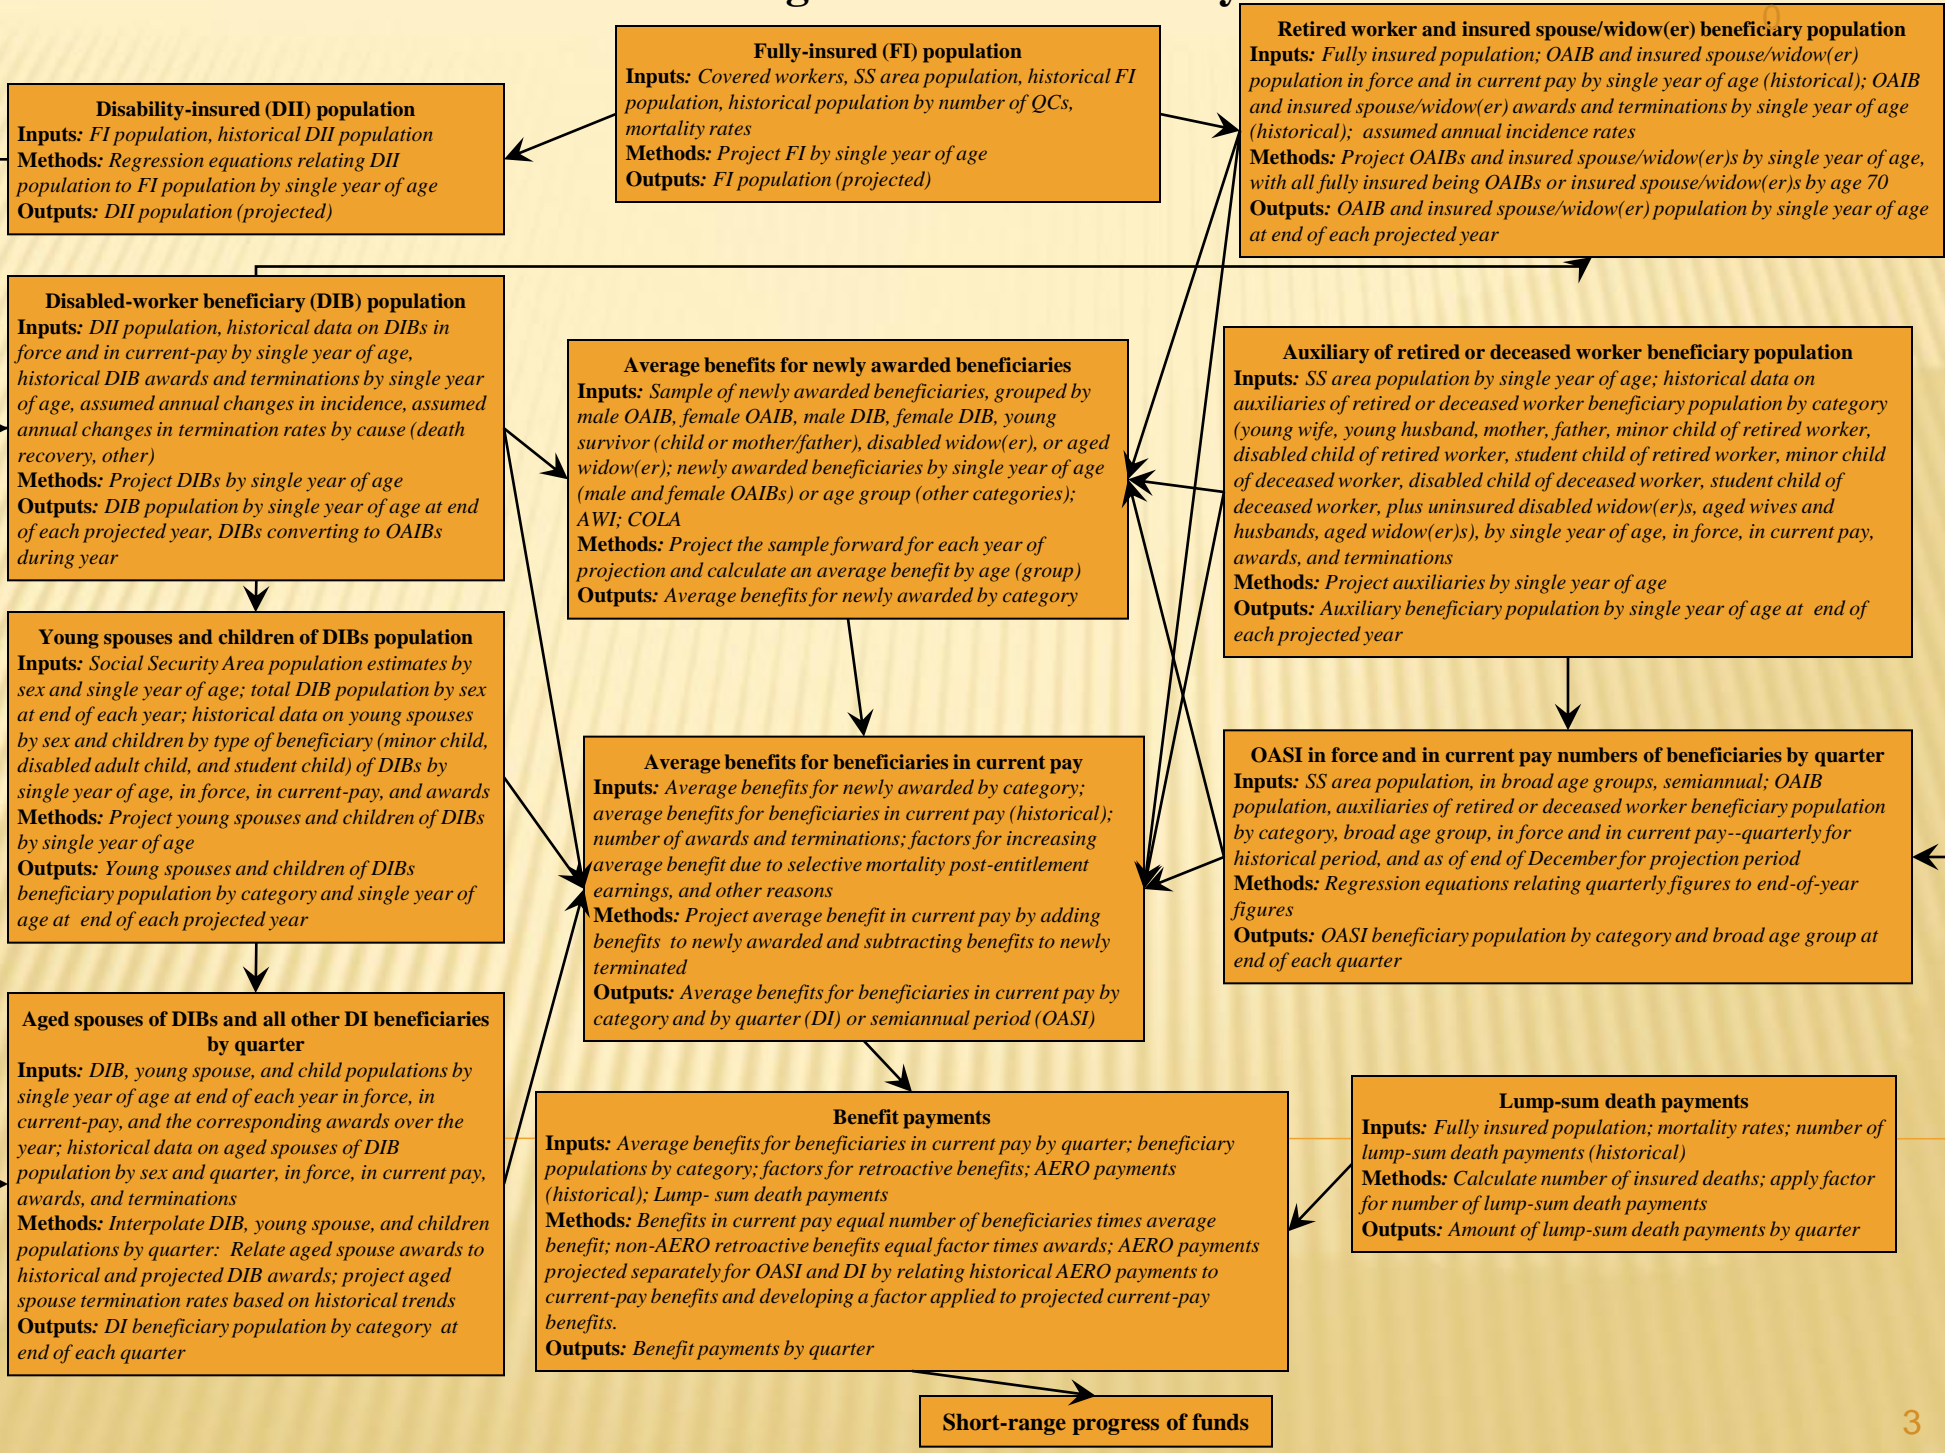 Fully-insured (FI) population
Inputs: Covered workers, SS area population, historical FI
population, historical population by number of QCs,
mortality rates
Methods: Project FI by single year of age
Outputs: FI population (projected)
Retired worker and insured spouse/widow(er) beneficiary population
Inputs: Fully insured population; OAIB and insured spouse/widow(er)
population in force and in current pay by single year of age (historical); OAIB
and insured spouse/widow(er) awards and terminations by single year of age
(historical); assumed annual incidence rates
Methods: Project OAIBs and insured spouse/widow(er)s by single year of age,
with all fully insured being OAIBs or insured spouse/widow(er)s by age 70
Outputs: OAIB and insured spouse/widow(er) population by single year of age
at end of each projected year
Disability-insured (DII) population
Inputs: FI population, historical DII population
Methods: Regression equations relating DII
population to FI population by single year of age
Outputs: DII population (projected)
Disabled-worker beneficiary (DIB) population
Inputs: DII population, historical data on DIBs in
force and in current-pay by single year of age,
historical DIB awards and terminations by single year
of age, assumed annual changes in incidence, assumed
annual changes in termination rates by cause (death
recovery, other)
Methods: Project DIBs by single year of age
Outputs: DIB population by single year of age at end
of each projected year, DIBs converting to OAIBs
during year
Average benefits for newly awarded beneficiaries
Inputs: Sample of newly awarded beneficiaries, grouped by
male OAIB, female OAIB, male DIB, female DIB, young
survivor (child or mother/father), disabled widow(er), or aged
widow(er); newly awarded beneficiaries by single year of age
(male and female OAIBs) or age group (other categories);
AWI; COLA
Methods: Project the sample forward for each year of
projection and calculate an average benefit by age (group)
Outputs: Average benefits for newly awarded by category
Auxiliary of retired or deceased worker beneficiary population
Inputs: SS area population by single year of age; historical data on
auxiliaries of retired or deceased worker beneficiary population by category
(young wife, young husband, mother, father, minor child of retired worker,
disabled child of retired worker, student child of retired worker, minor child
of deceased worker, disabled child of deceased worker, student child of
deceased worker, plus uninsured disabled widow(er)s, aged wives and
husbands, aged widow(er)s), by single year of age, in force, in current pay,
awards, and terminations
Methods: Project auxiliaries by single year of age
Outputs: Auxiliary beneficiary population by single year of age at end of
each projected year
Young spouses and children of DIBs population
Inputs: Social Security Area population estimates by
sex and single year of age; total DIB population by sex
at end of each year; historical data on young spouses
by sex and children by type of beneficiary (minor child,
disabled adult child, and student child) of DIBs by
single year of age, in force, in current-pay, and awards
Methods: Project young spouses and children of DIBs
by single year of age
Outputs: Young spouses and children of DIBs
beneficiary population by category and single year of
age at end of each projected year
Average benefits for beneficiaries in current pay
Inputs: Average benefits for newly awarded by category;
average benefits for beneficiaries in current pay (historical);
number of awards and terminations; factors for increasing
average benefit due to selective mortality post-entitlement
earnings, and other reasons
Methods: Project average benefit in current pay by adding
benefits to newly awarded and subtracting benefits to newly
terminated
Outputs: Average benefits for beneficiaries in current pay by
category and by quarter (DI) or semiannual period (OASI)
OASI in force and in current pay numbers of beneficiaries by quarter
Inputs: SS area population, in broad age groups, semiannual; OAIB
population, auxiliaries of retired or deceased worker beneficiary population
by category, broad age group, in force and in current pay--quarterly for
historical period, and as of end of December for projection period
Methods: Regression equations relating quarterly figures to end-of-year
figures
Outputs: OASI beneficiary population by category and broad age group at
end of each quarter
Aged spouses of DIBs and all other DI beneficiaries
by quarter
Inputs: DIB, young spouse, and child populations by
single year of age at end of each year in force, in
current-pay, and the corresponding awards over the
year; historical data on aged spouses of DIB
population by sex and quarter, in force, in current pay,
awards, and terminations
Methods: Interpolate DIB, young spouse, and children
populations by quarter: Relate aged spouse awards to
historical and projected DIB awards; project aged
spouse termination rates based on historical trends
Outputs: DI beneficiary population by category at
end of each quarter
Benefit payments
Inputs: Average benefits for beneficiaries in current pay by quarter; beneficiary
populations by category; factors for retroactive benefits; AERO payments
(historical); Lump- sum death payments
Methods: Benefits in current pay equal number of beneficiaries times average
benefit; non-AERO retroactive benefits equal factor times awards; AERO payments
projected separately for OASI and DI by relating historical AERO payments to
current-pay benefits and developing a factor applied to projected current-pay
benefits.
Outputs: Benefit payments by quarter
Lump-sum death payments
Inputs: Fully insured population; mortality rates; number of
lump-sum death payments (historical)
Methods: Calculate number of insured deaths; apply factor
for number of lump-sum death payments
Outputs: Amount of lump-sum death payments by quarter
Short-range progress of funds
3